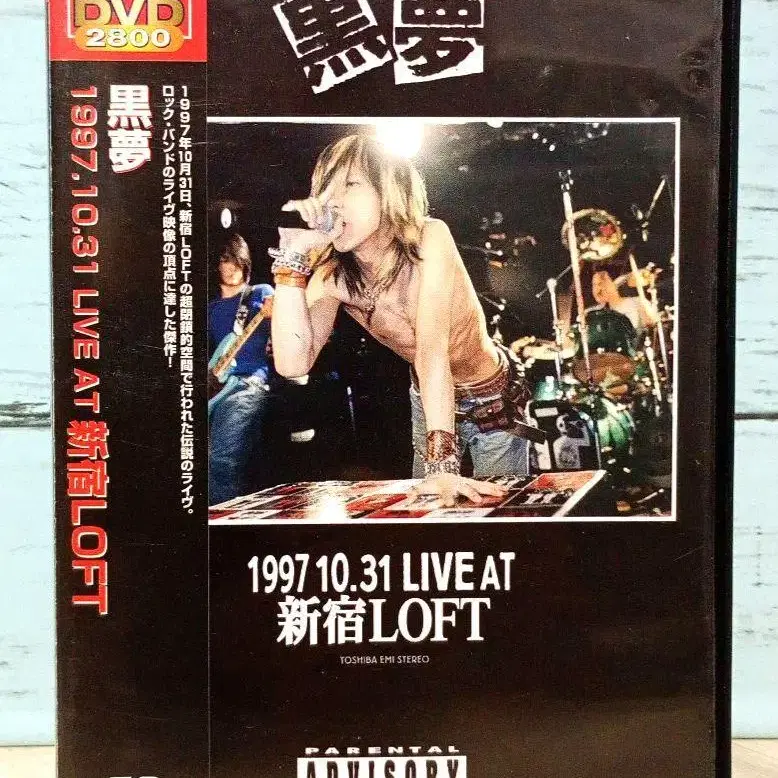 DVD
2800
黒夢
1997.10.31 LIVE AT 新宿LOFT
1997年10月31日、新宿LOFTの超閉鎖的空間で行われた伝説のライヴ。
ロック・バンドのライヴ映像の頂点に達した傑作!
黒夢
1997 10.31 LIVE AT
新宿LOFT
TOSHIBA EMI STEREO
PARENTAL
ADVISORY